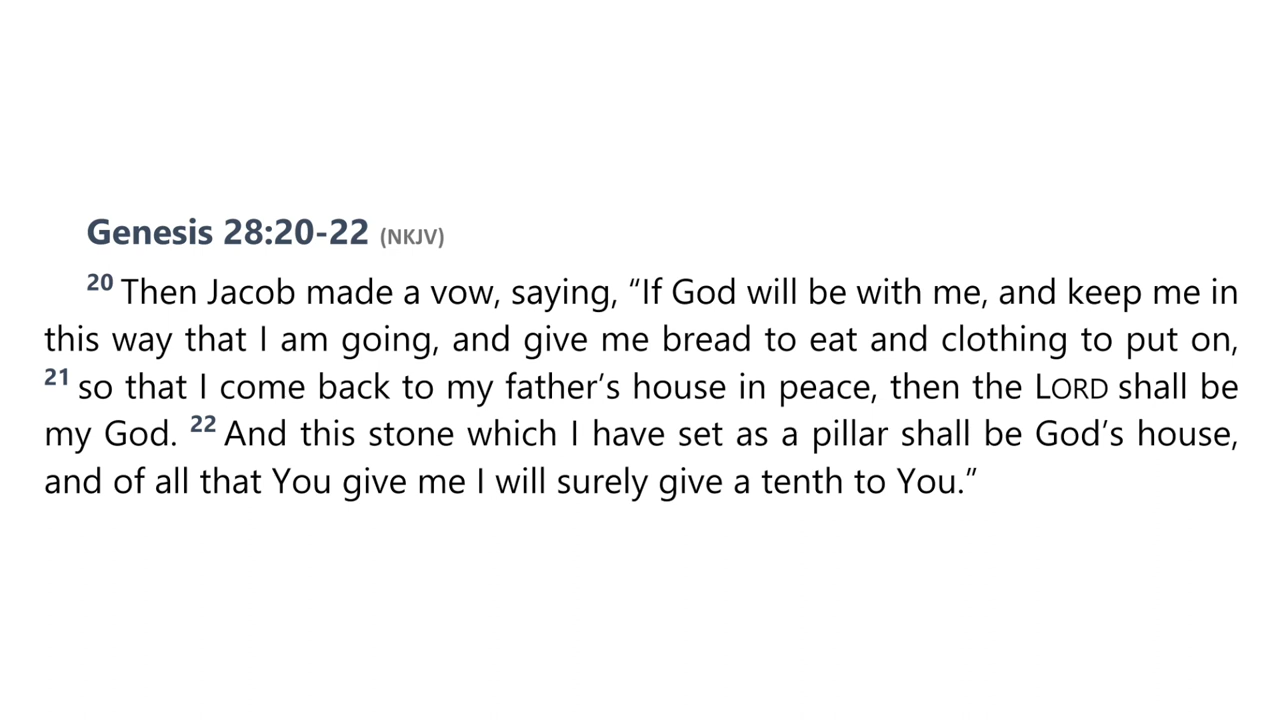 Genesis 28:20-22 (NKJV)
20 Then Jacob made a vow, saying, “If God will be with me, and keep me in
this way that I am going, and give me bread to eat and clothing to put on,
21 so that I come back to my father’s house in peace, then the LORD shall be
my God. 22 And this stone which I have set as a pillar shall be God’s house,
and of all that You give me I will surely give a tenth to You.”